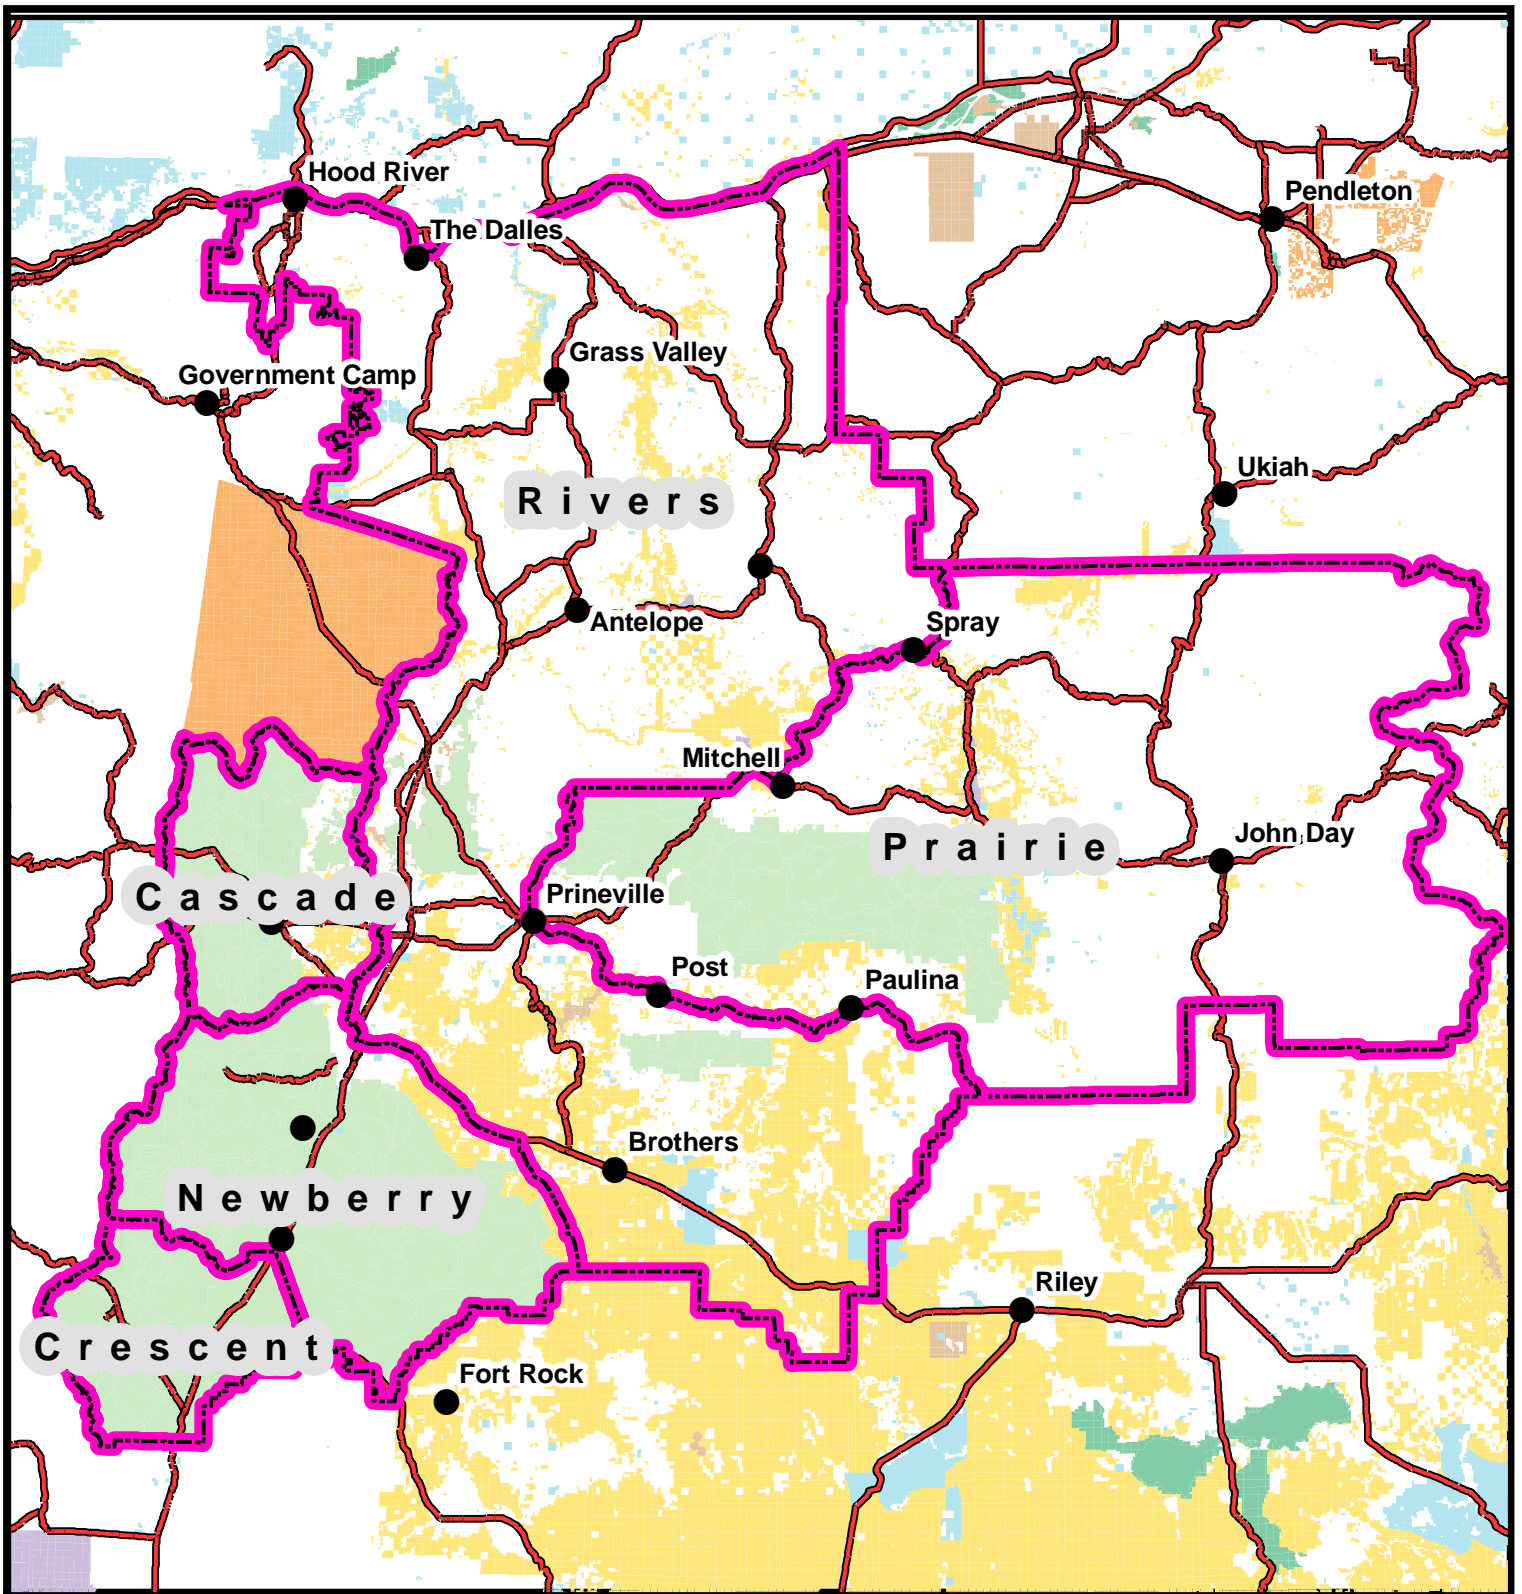 Hood River
Pendleton
The Dalles
Grass Valley
Government Camp
Ukiah
Rivers
Antelope
Spray
Mitchell
John Day
Prairie
Prineville
Cascade
Post
Paulina
Brothers
Newberry
Riley
Crescent
Fort Rock